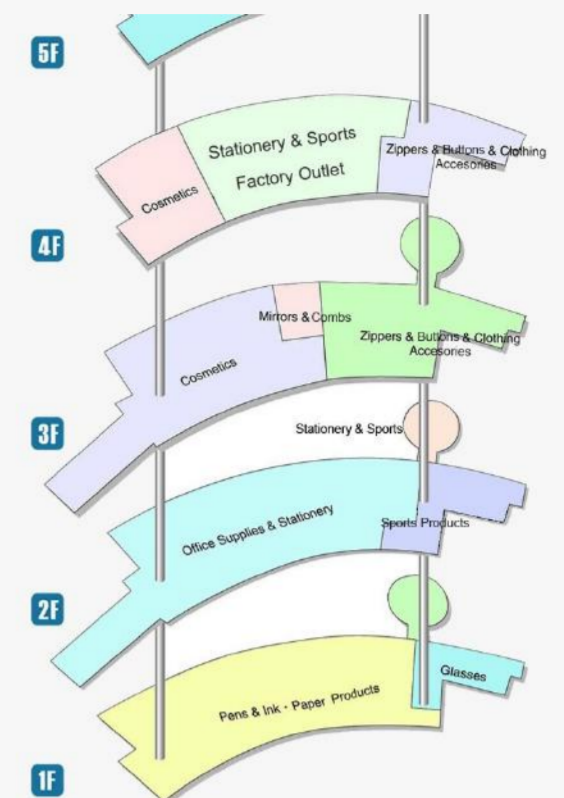 5F
Stationery & Sports
Factory Outlet
Zippers & Buttons & Clothing
Accesories
Cosmetics
4F
Mirrors & Combs
Zippers & Buttons & Clothing
Accesories
Cosmetics
3F
Stationery & Sports
Office Supplies & Stationery
Sports Products
2F
Glasses
Pens & Ink · Paper Products
1F